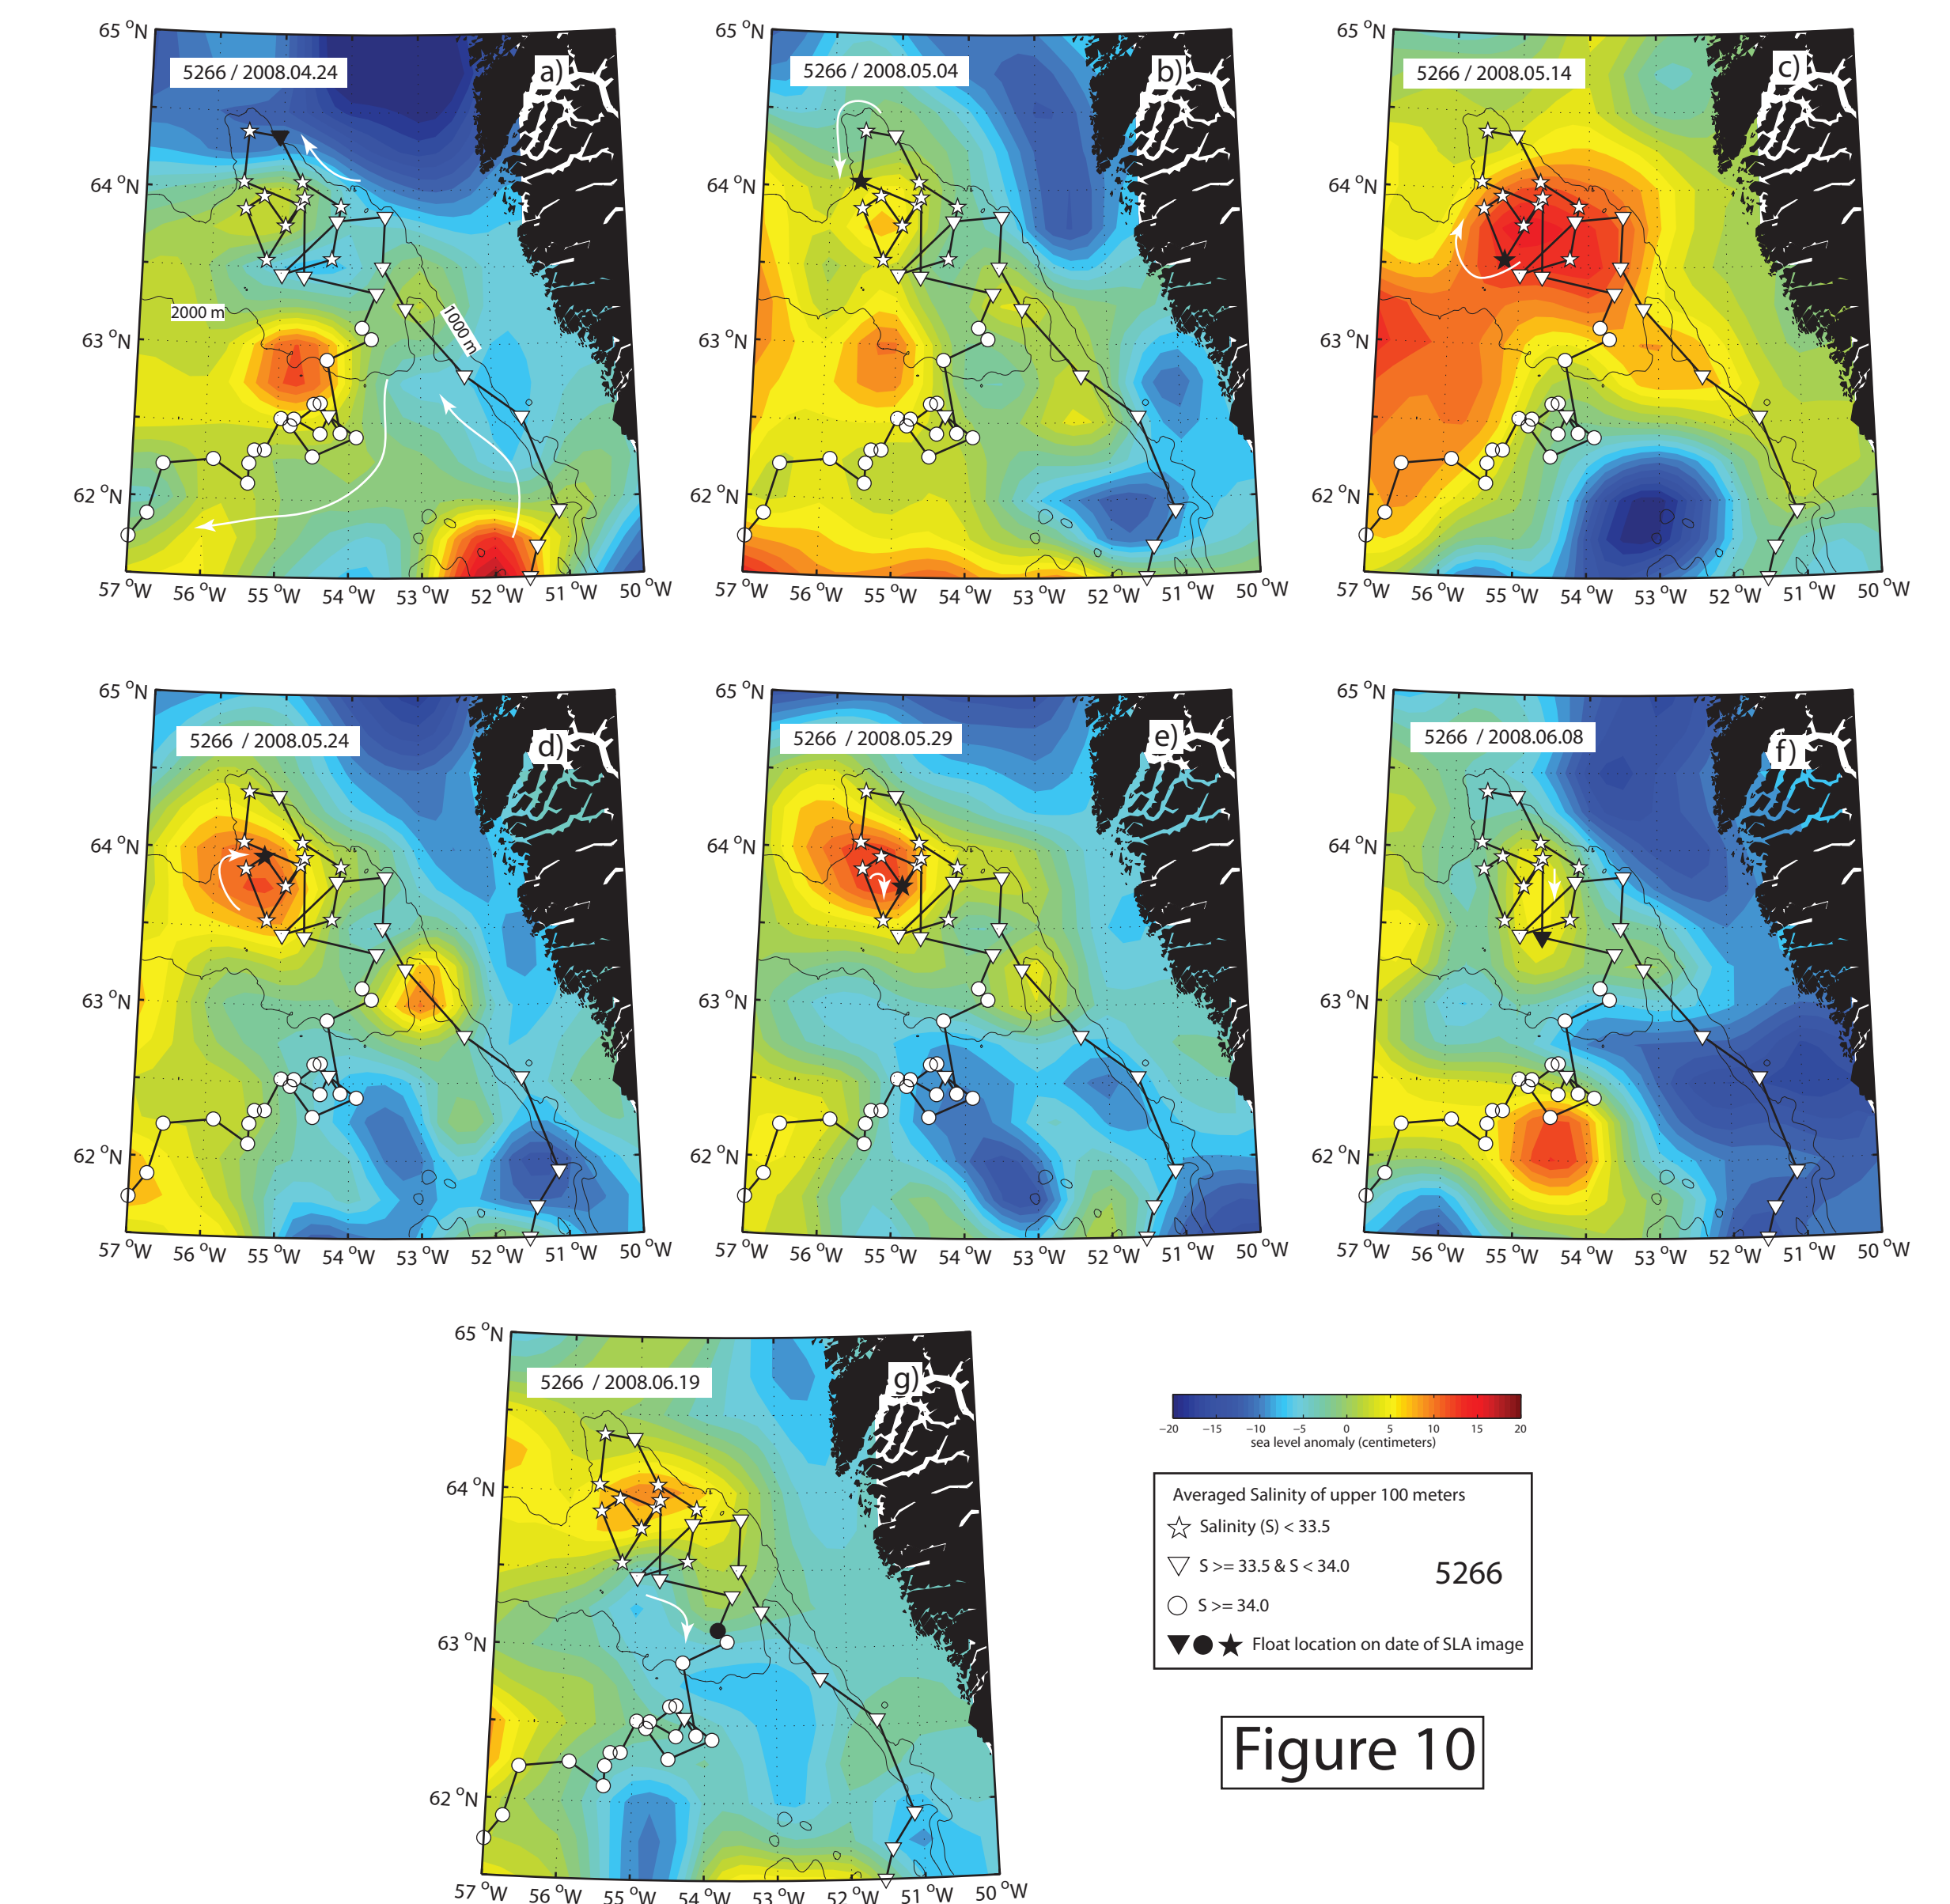 65 °N
64 °N
63 °N
62 °N
57 °W 56 °W 55 °W 54 °W 53 °W 52 °W 51 °W 50 °W
5266 / 2008.04.24
a)
2000 m
1000 m
65 °N
64 °N
63 °N
62 °N
57 °W 56 °W 55 °W 54 °W 53 °W 52 °W 51 °W 50 °W
5266 / 2008.05.04
b)
65 °N
64 °N
63 °N
62 °N
57 °W 56 °W 55 °W 54 °W 53 °W 52 °W 51 °W 50 °W
5266 / 2008.05.14
c)
65 °N
64 °N
63 °N
62 °N
57 °W 56 °W 55 °W 54 °W 53 °W 52 °W 51 °W 50 °W
5266 / 2008.05.24
d)
65 °N
64 °N
63 °N
62 °N
57 °W 56 °W 55 °W 54 °W 53 °W 52 °W 51 °W 50 °W
5266 / 2008.05.29
e)
65 °N
64 °N
63 °N
62 °N
57 °W 56 °W 55 °W 54 °W 53 °W 52 °W 51 °W 50 °W
5266 / 2008.06.08
f)
65 °N
64 °N
63 °N
62 °N
57 °W 56 °W 55 °W 54 °W 53 °W 52 °W 51 °W 50 °W
5266 / 2008.06.19
g)
−20 −15 −10 −5 0 5 10 15 20
sea level anomaly (centimeters)
Averaged Salinity of upper 100 meters
Salinity (S) < 33.5
S >= 33.5 & S < 34.0
5266
S >= 34.0
Float location on date of SLA image
Figure 10